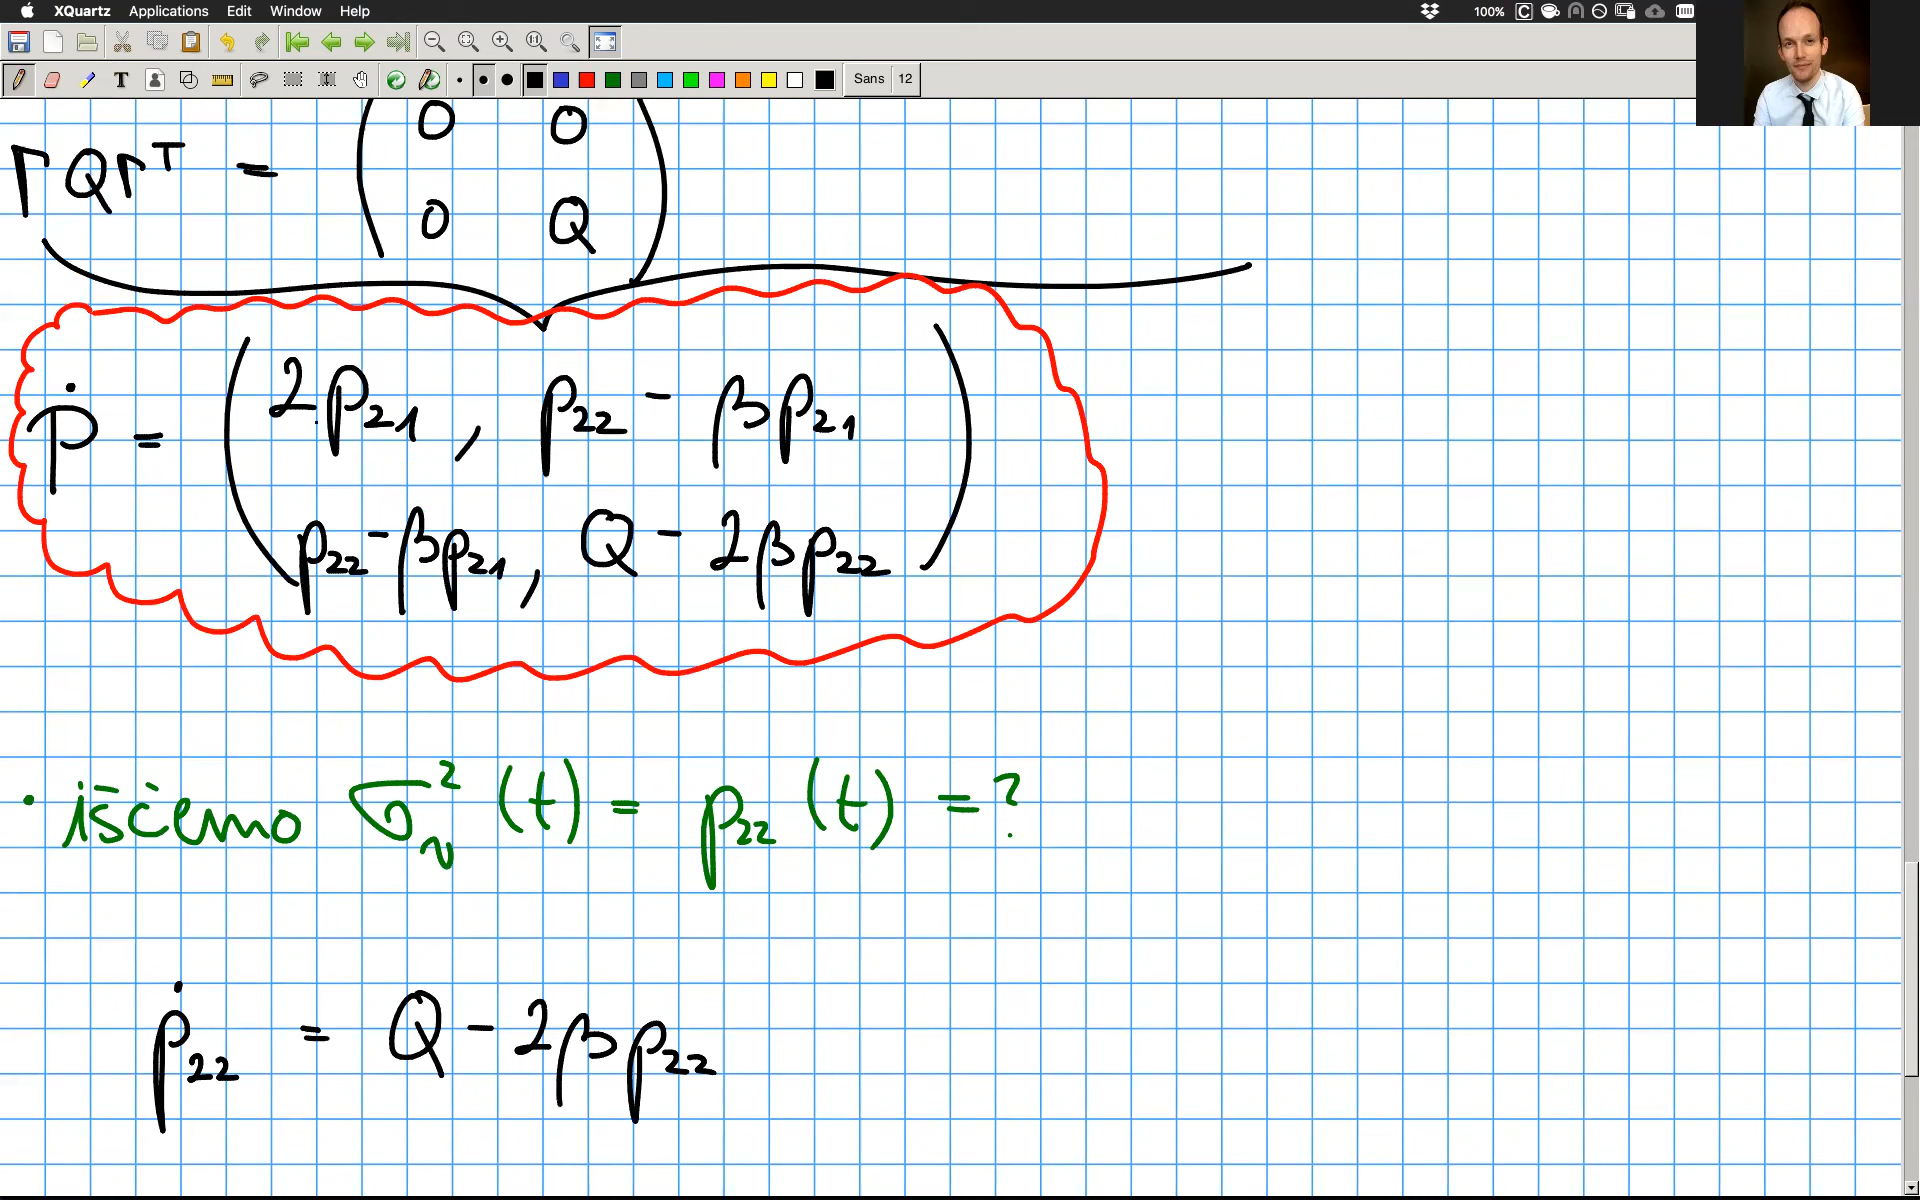 XQuartz Applications Edit Window Help 100%
Sans 12
0 0
ΓQΓᵀ =
0 Q
2p₂₁ , p₂₂ - βp₂₁
Ṗ =
p₂₂ - βp₂₁ , Q - 2βp₂₂
· iščemo σᵥ² (t) = p₂₂ (t) = ?
ṗ₂₂ = Q - 2βp₂₂